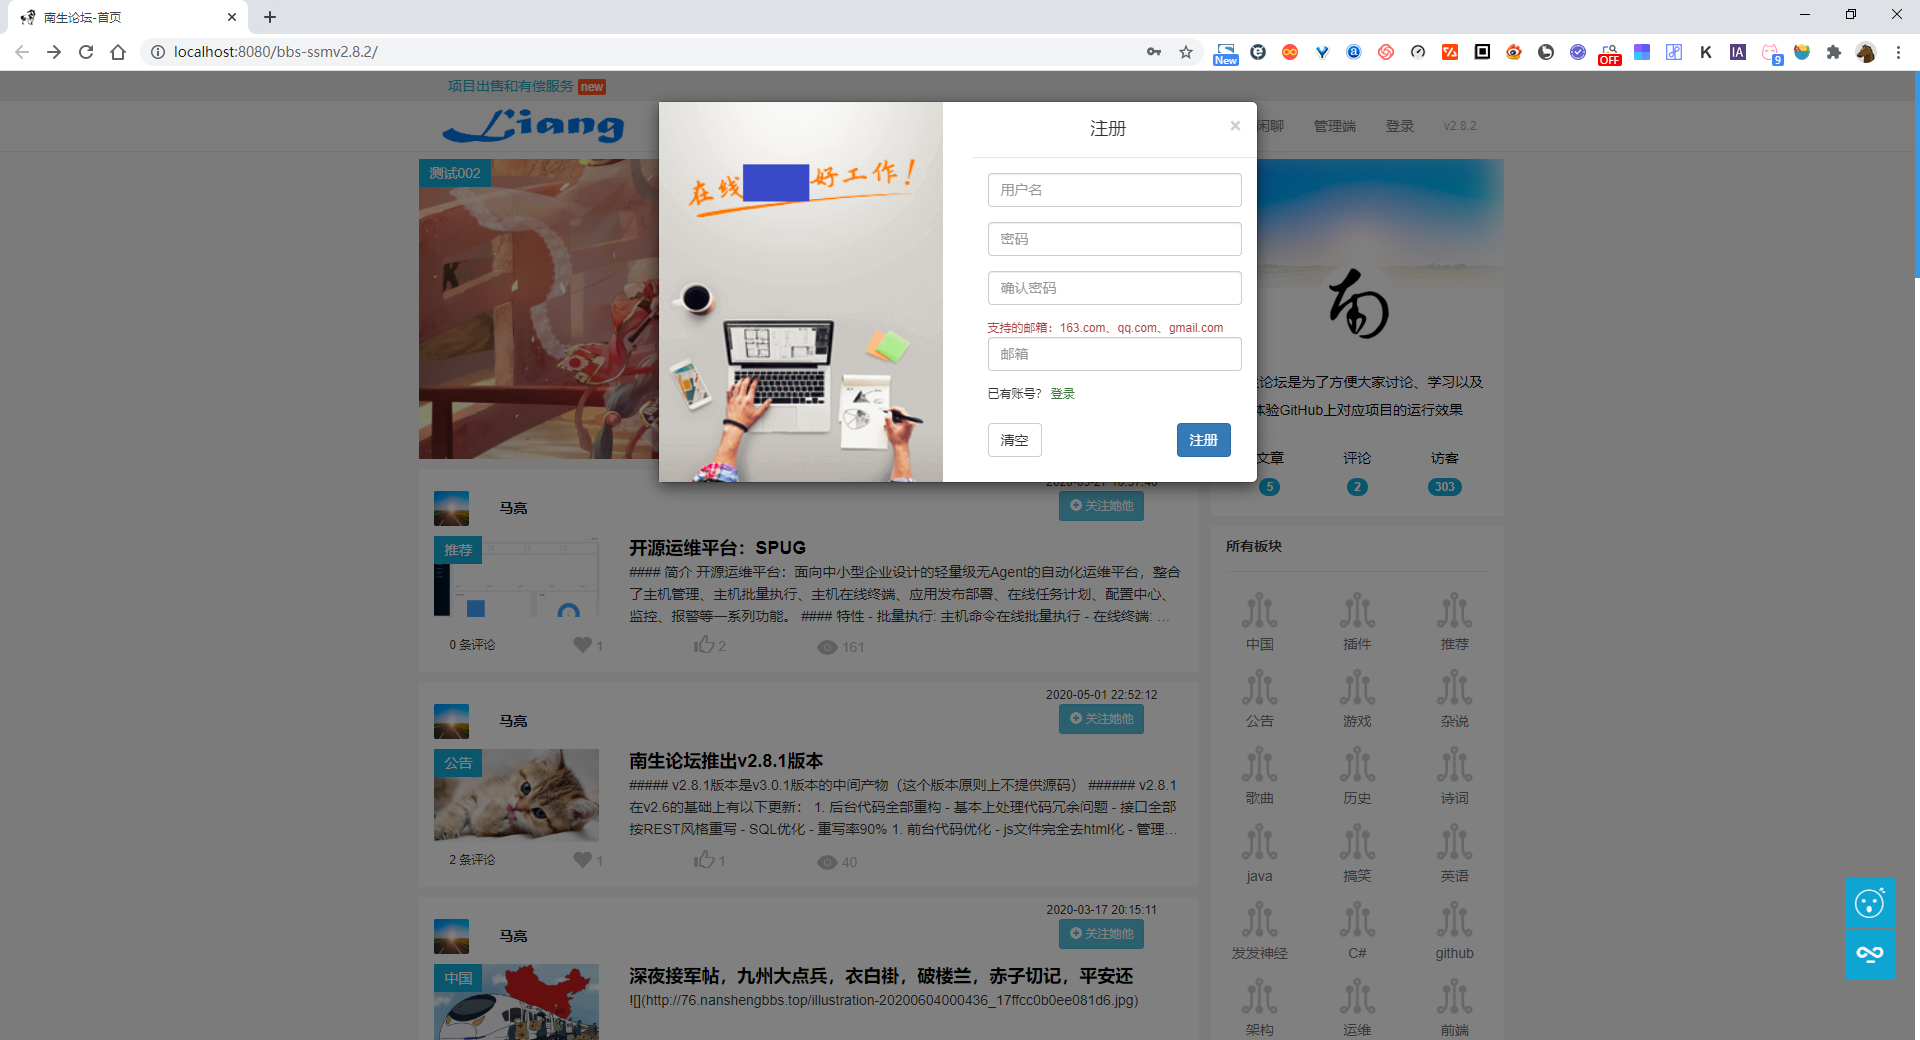 南生论坛-首页
localhost:8080/bbs-ssmv2.8.2/
New
OFF
IA
9
项目出售和有偿服务 new
Liang
闲聊
管理端
登录
v2.8.2
测试002
在线
好工作!
注册
×
用户名
密码
确认密码
支持的邮箱：163.com、qq.com、gmail.com
邮箱
已有账号？ 登录
清空
注册
南
论坛是为了方便大家讨论、学习以及
体验GitHub上对应项目的运行效果
文章
评论
访客
5
2
303
马亮
关注她他
推荐
开源运维平台：SPUG
#### 简介 开源运维平台：面向中小型企业设计的轻量级无Agent的自动化运维平台，整合
了主机管理、主机批量执行、主机在线终端、应用发布部署、在线任务计划、配置中心、
监控、报警等一系列功能。 #### 特性 - 批量执行: 主机命令在线批量执行 - 在线终端: ...
0 条评论
1
2
161
2020-05-01 22:52:12
马亮
关注她他
公告
南生论坛推出v2.8.1版本
##### v2.8.1版本是v3.0.1版本的中间产物（这个版本原则上不提供源码） ###### v2.8.1
在v2.6的基础上有以下更新： 1. 后台代码全部重构 - 基本上处理代码冗余问题 - 接口全部
按REST风格重写 - SQL优化 - 重写率90% 1. 前台代码优化 - js文件完全去html化 - 管理...
2 条评论
1
1
40
2020-03-17 20:15:11
马亮
关注她他
中国
深夜接军帖，九州大点兵，衣白褂，破楼兰，赤子切记，平安还
![](http://76.nanshengbbs.top/illustration-20200604000436_17ffcc0b0ee081d6.jpg)
所有板块
中国
插件
推荐
公告
游戏
杂说
歌曲
历史
诗词
java
搞笑
英语
发发神经
C#
github
架构
运维
前端